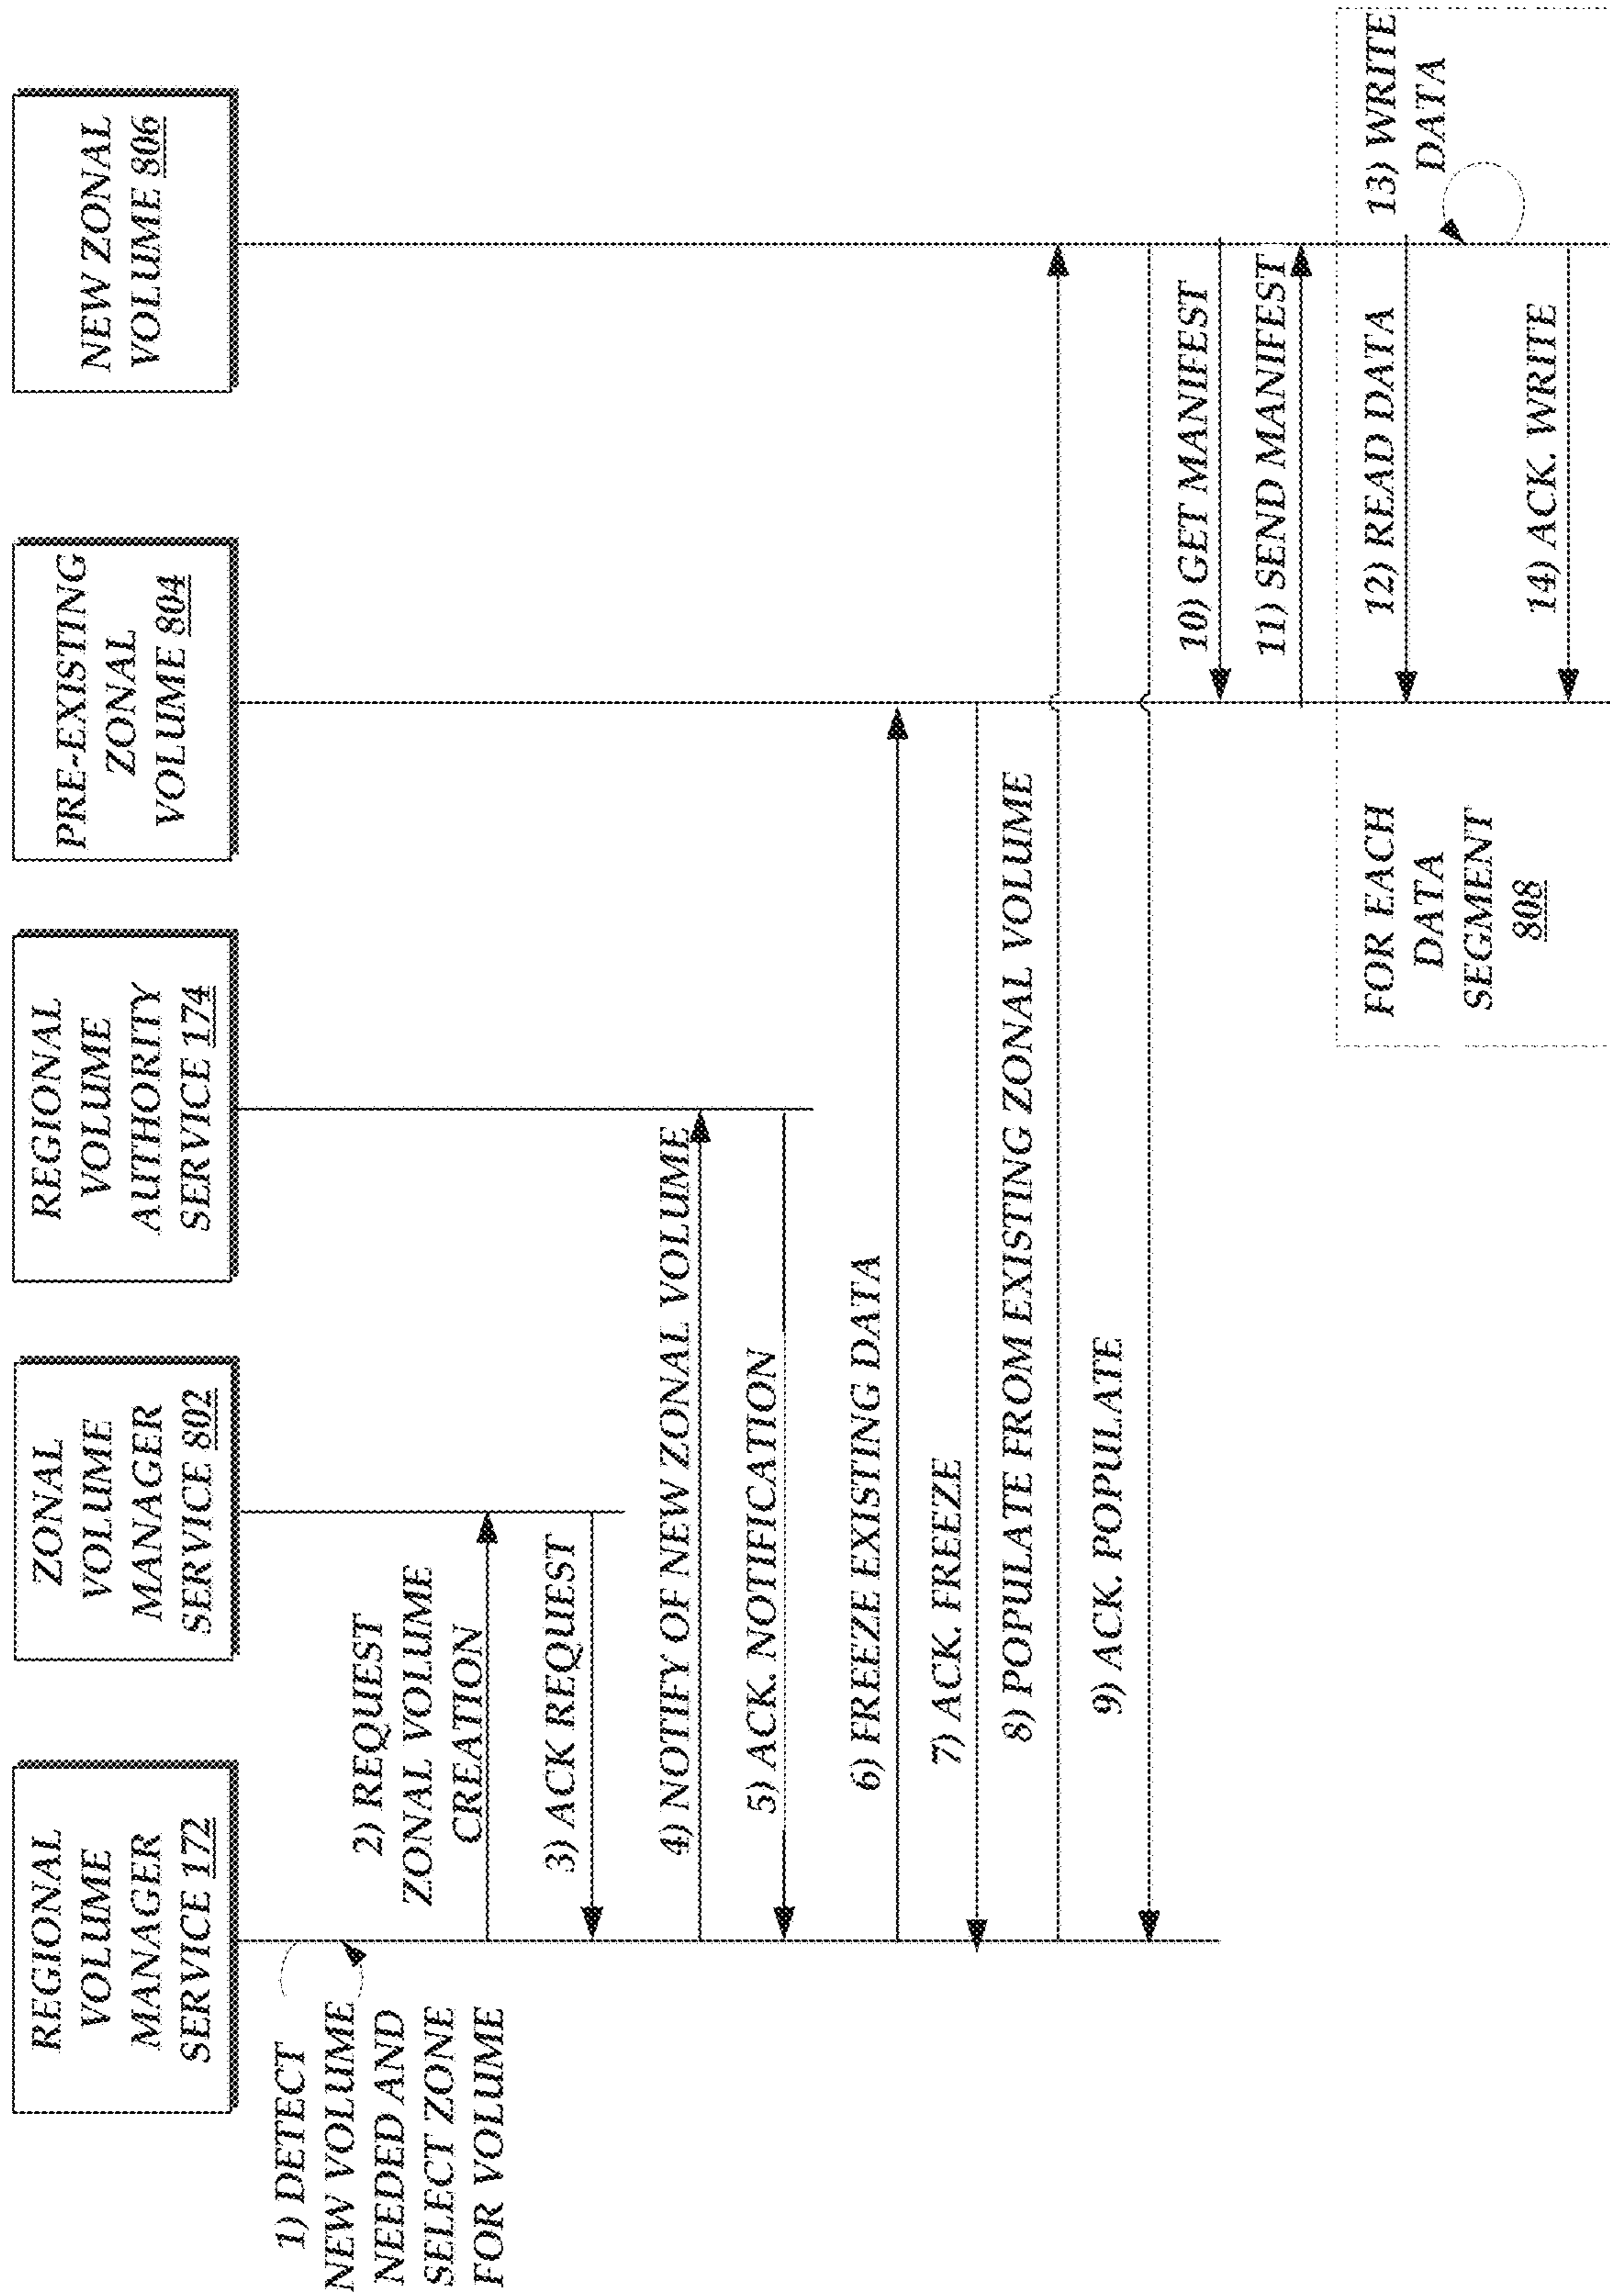 REGIONAL
VOLUME
MANAGER
SERVICE 172
ZONAL
VOLUME
MANAGER
SERVICE 802
REGIONAL
VOLUME
AUTHORITY
SERVICE 174
PRE-EXISTING
ZONAL
VOLUME 804
NEW ZONAL
VOLUME 806
1) DETECT
NEW VOLUME
NEEDED AND
SELECT ZONE
FOR VOLUME
2) REQUEST
ZONAL VOLUME
CREATION
3) ACK REQUEST
4) NOTIFY OF NEW ZONAL VOLUME
5) ACK. NOTIFICATION
6) FREEZE EXISTING DATA
7) ACK. FREEZE
8) POPULATE FROM EXISTING ZONAL VOLUME
9) ACK. POPULATE
10) GET MANIFEST
11) SEND MANIFEST
FOR EACH
DATA
SEGMENT
808
12) READ DATA
13) WRITE
DATA
14) ACK. WRITE